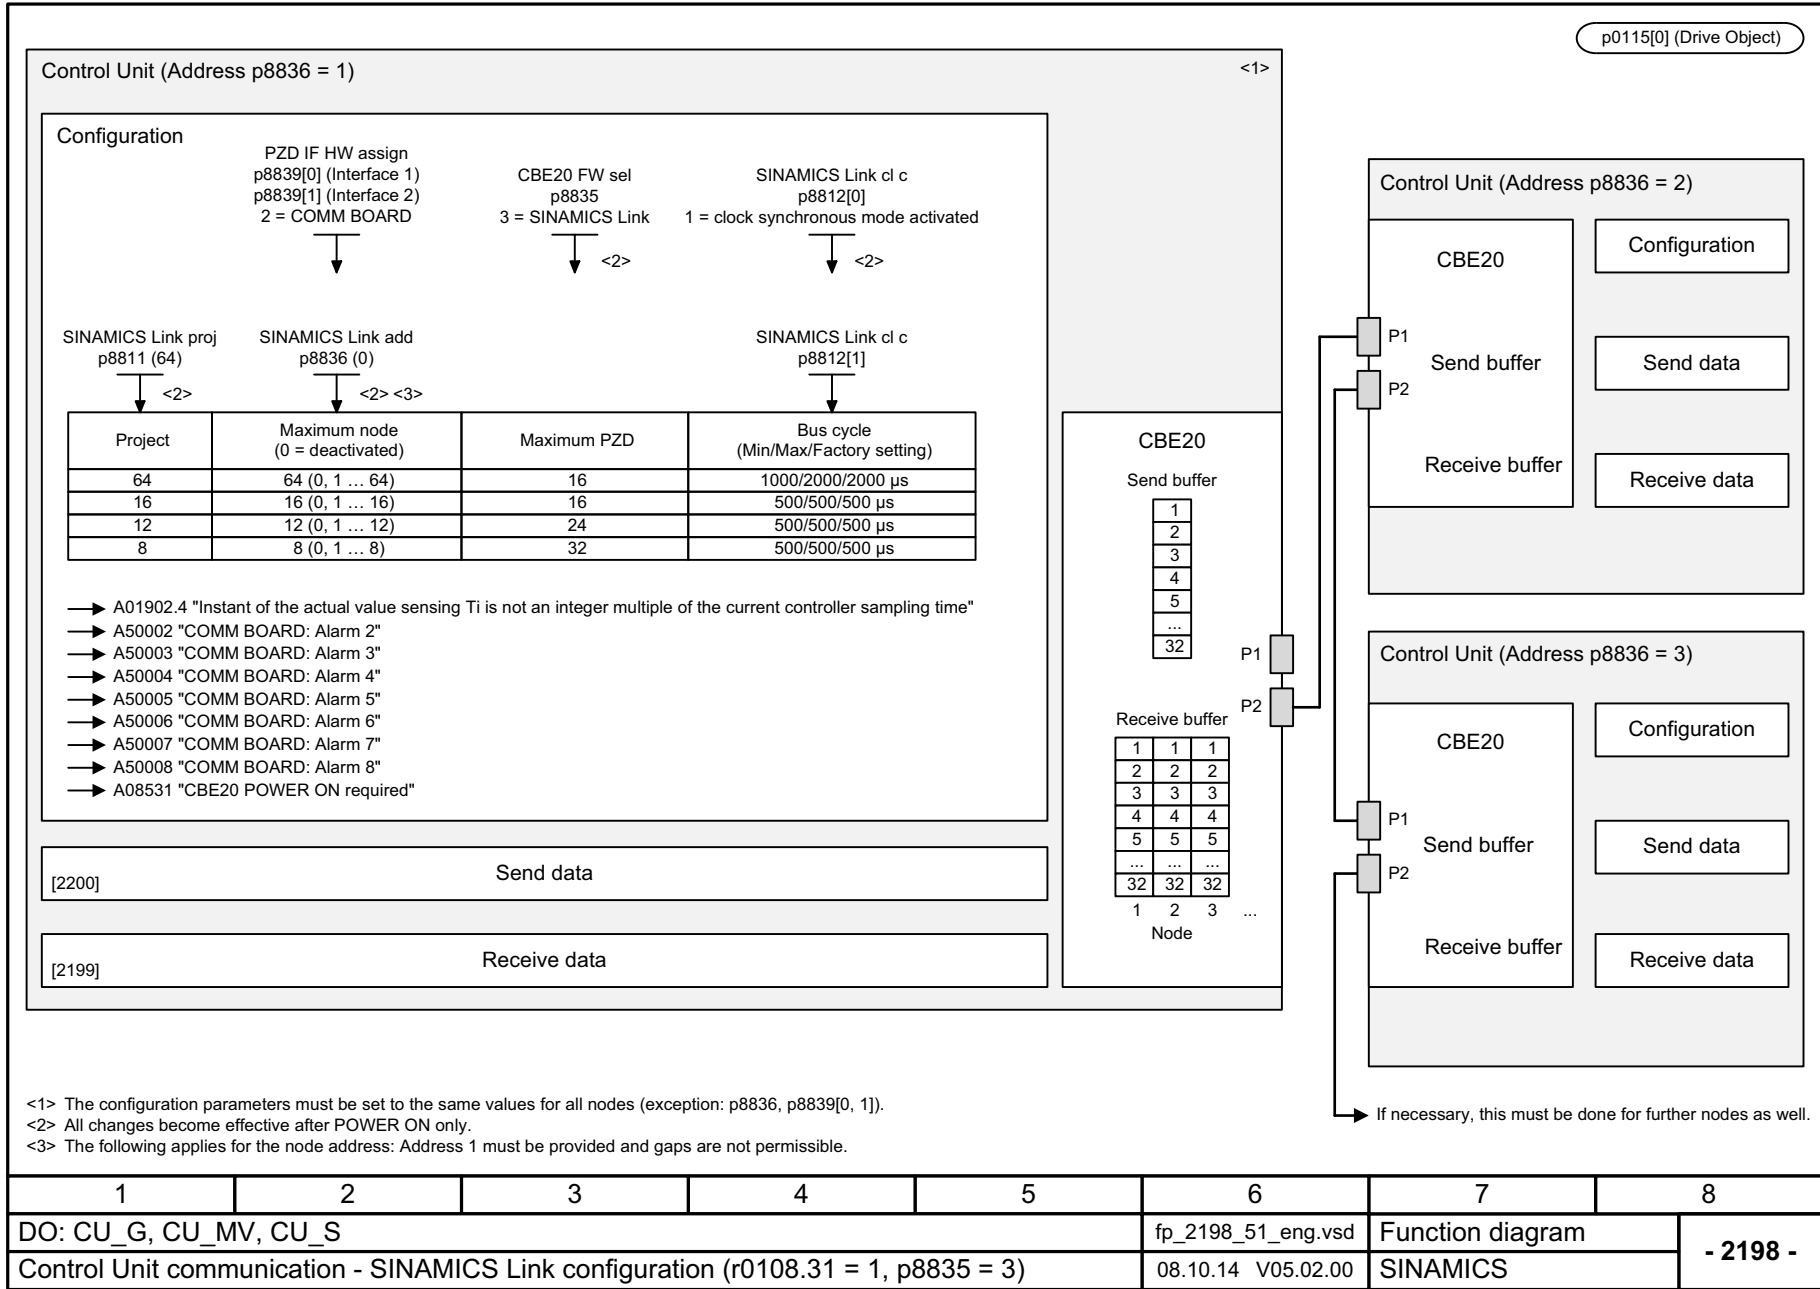 p0115[0] (Drive Object)
Control Unit (Address p8836 = 1)
<1>
Configuration
PZD IF HW assign
p8839[0] (Interface 1)
p8839[1] (Interface 2)
2 = COMM BOARD
CBE20 FW sel
p8835
3 = SINAMICS Link
<2>
SINAMICS Link cl c
p8812[0]
1 = clock synchronous mode activated
<2>
SINAMICS Link proj
p8811 (64)
<2>
SINAMICS Link add
p8836 (0)
<2> <3>
SINAMICS Link cl c
p8812[1]
Project
Maximum node
(0 = deactivated)
Maximum PZD
Bus cycle
(Min/Max/Factory setting)
64 64 (0, 1 … 64) 16 1000/2000/2000 µs
16 16 (0, 1 … 16) 16 500/500/500 µs
12 12 (0, 1 … 12) 24 500/500/500 µs
8 8 (0, 1 … 8) 32 500/500/500 µs
A01902.4 "Instant of the actual value sensing Ti is not an integer multiple of the current controller sampling time"
A50002 "COMM BOARD: Alarm 2"
A50003 "COMM BOARD: Alarm 3"
A50004 "COMM BOARD: Alarm 4"
A50005 "COMM BOARD: Alarm 5"
A50006 "COMM BOARD: Alarm 6"
A50007 "COMM BOARD: Alarm 7"
A50008 "COMM BOARD: Alarm 8"
A08531 "CBE20 POWER ON required"
[2200] Send data
[2199] Receive data
CBE20
Send buffer
1
2
3
4
5
...
32
P1
P2
Receive buffer
1 1 1
2 2 2
3 3 3
4 4 4
5 5 5
... ... ...
32 32 32
1 2 3 ...
Node
Control Unit (Address p8836 = 2)
CBE20
Configuration
P1
Send buffer
Send data
P2
Receive buffer
Receive data
Control Unit (Address p8836 = 3)
CBE20
Configuration
P1
Send buffer
Send data
P2
Receive buffer
Receive data
If necessary, this must be done for further nodes as well.
<1> The configuration parameters must be set to the same values for all nodes (exception: p8836, p8839[0, 1]).
<2> All changes become effective after POWER ON only.
<3> The following applies for the node address: Address 1 must be provided and gaps are not permissible.
1 2 3 4 5 6 7 8
DO: CU_G, CU_MV, CU_S
fp_2198_51_eng.vsd
Function diagram
- 2198 -
Control Unit communication - SINAMICS Link configuration (r0108.31 = 1, p8835 = 3)
08.10.14 V05.02.00
SINAMICS